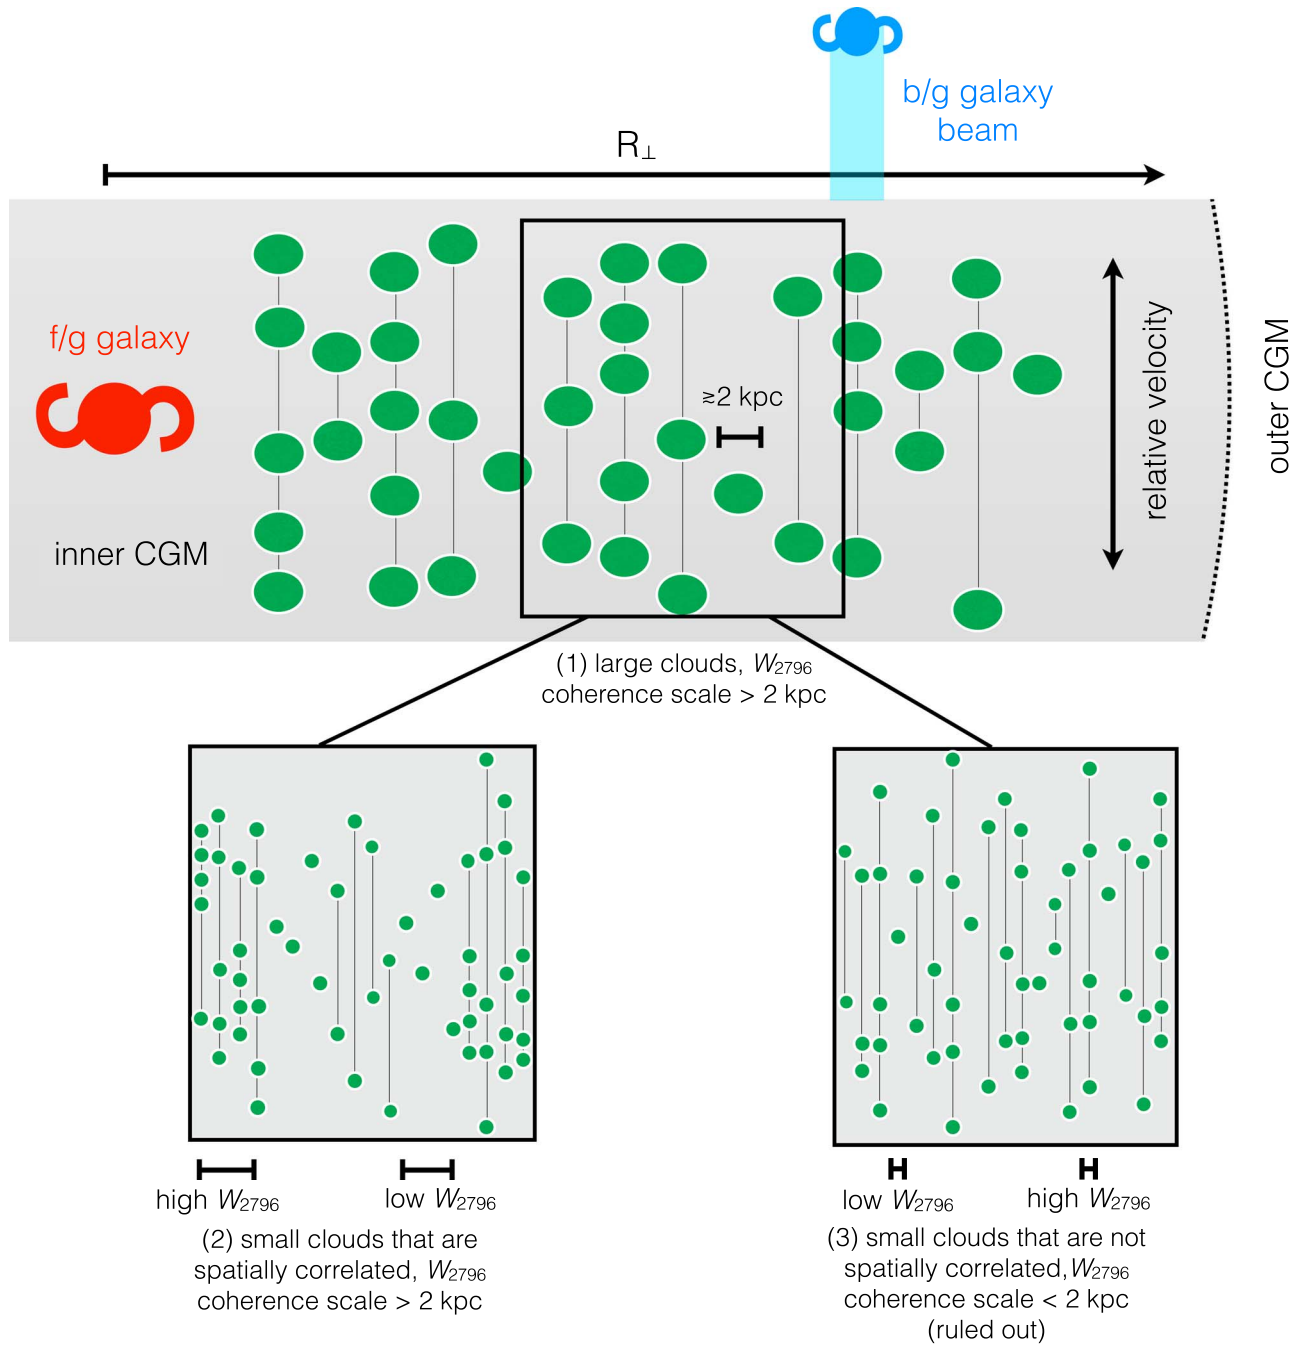 b/g galaxy
beam
R⊥
f/g galaxy
inner CGM
≳2 kpc
relative velocity
outer CGM
(1) large clouds, W2796
coherence scale > 2 kpc
high W2796
low W2796
(2) small clouds that are
spatially correlated, W2796
coherence scale > 2 kpc
low W2796
high W2796
(3) small clouds that are not
spatially correlated,W2796
coherence scale < 2 kpc
(ruled out)